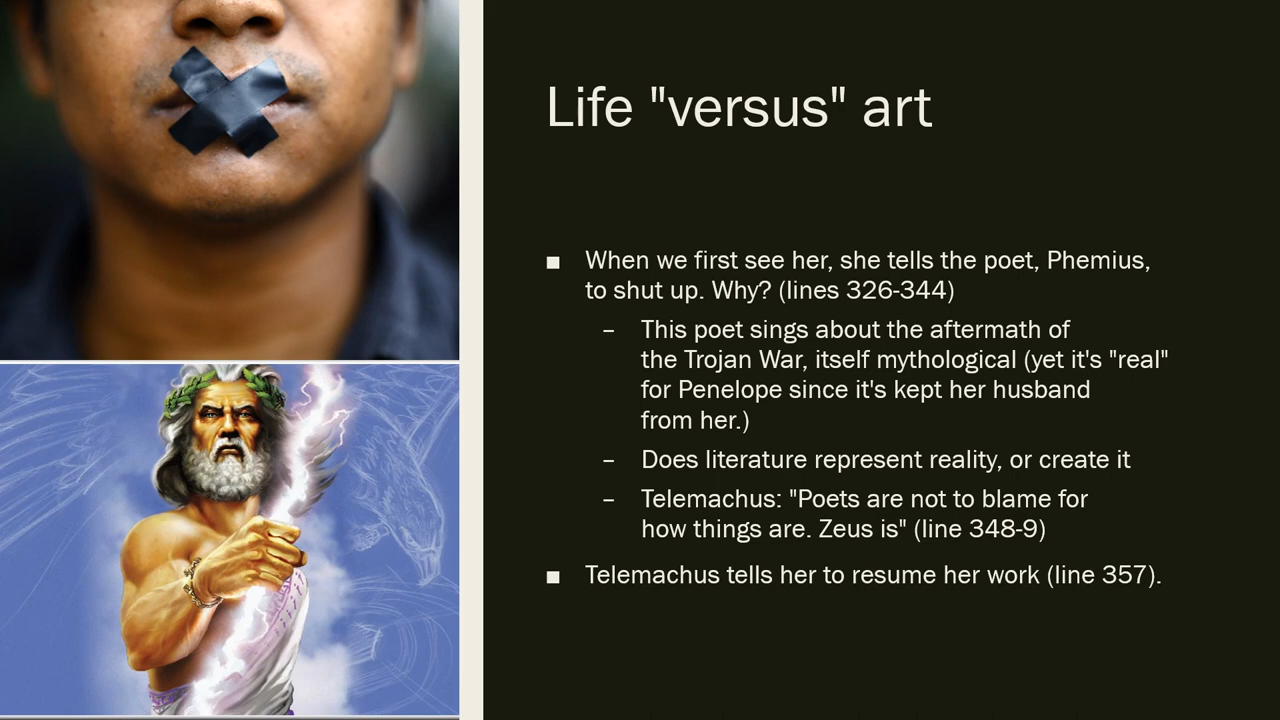 Life "versus" art
■ When we first see her, she tells the poet, Phemius,
to shut up. Why? (lines 326-344)
– This poet sings about the aftermath of
the Trojan War, itself mythological (yet it's "real"
for Penelope since it's kept her husband
from her.)
– Does literature represent reality, or create it
– Telemachus: "Poets are not to blame for
how things are. Zeus is" (line 348-9)
■ Telemachus tells her to resume her work (line 357).